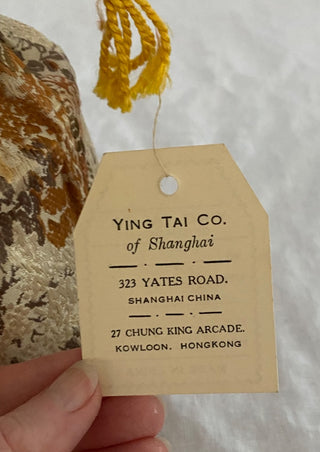 YING TAI CO.
of Shanghai
323 YATES ROAD.
SHANGHAI CHINA
27 CHUNG KING ARCADE.
KOWLOON. HONGKONG